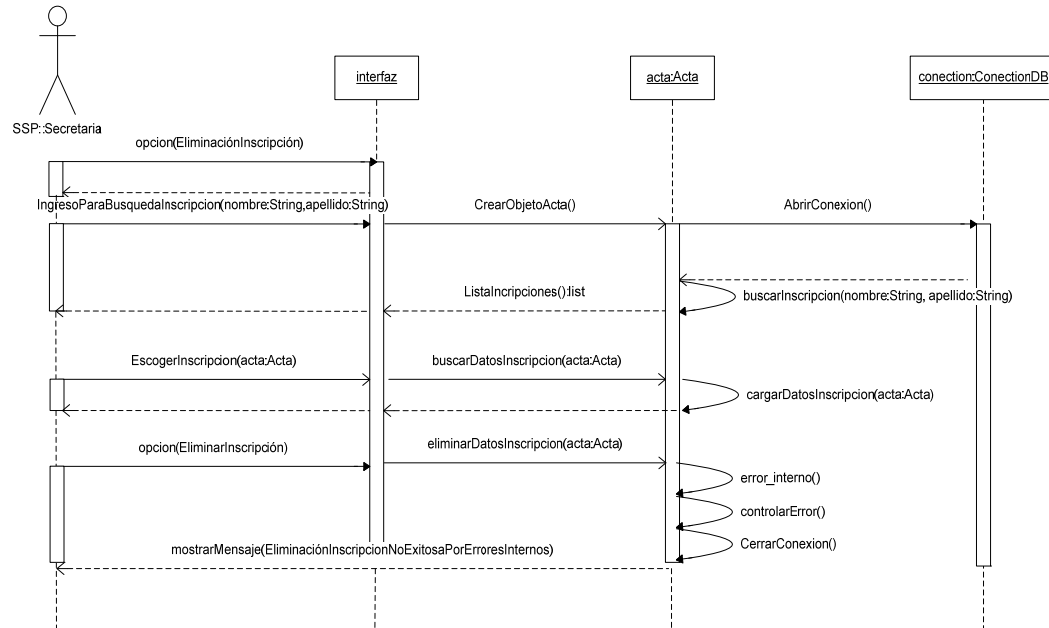 interfaz
acta:Acta
conection:ConectionDB
SSP::Secretaria
opcion(EliminaciónInscripción)
IngresoParaBusquedaInscripcion(nombre:String,apellido:String)
CrearObjetoActa()
AbrirConexion()
ListaIncripciones():list
buscarInscripcion(nombre:String, apellido:String)
EscogerInscripcion(acta:Acta)
buscarDatosInscripcion(acta:Acta)
cargarDatosInscripcion(acta:Acta)
opcion(EliminarInscripción)
eliminarDatosInscripcion(acta:Acta)
error_interno()
controlarError()
CerrarConexion()
mostrarMensaje(EliminaciónInscripcionNoExitosaPorErroresInternos)